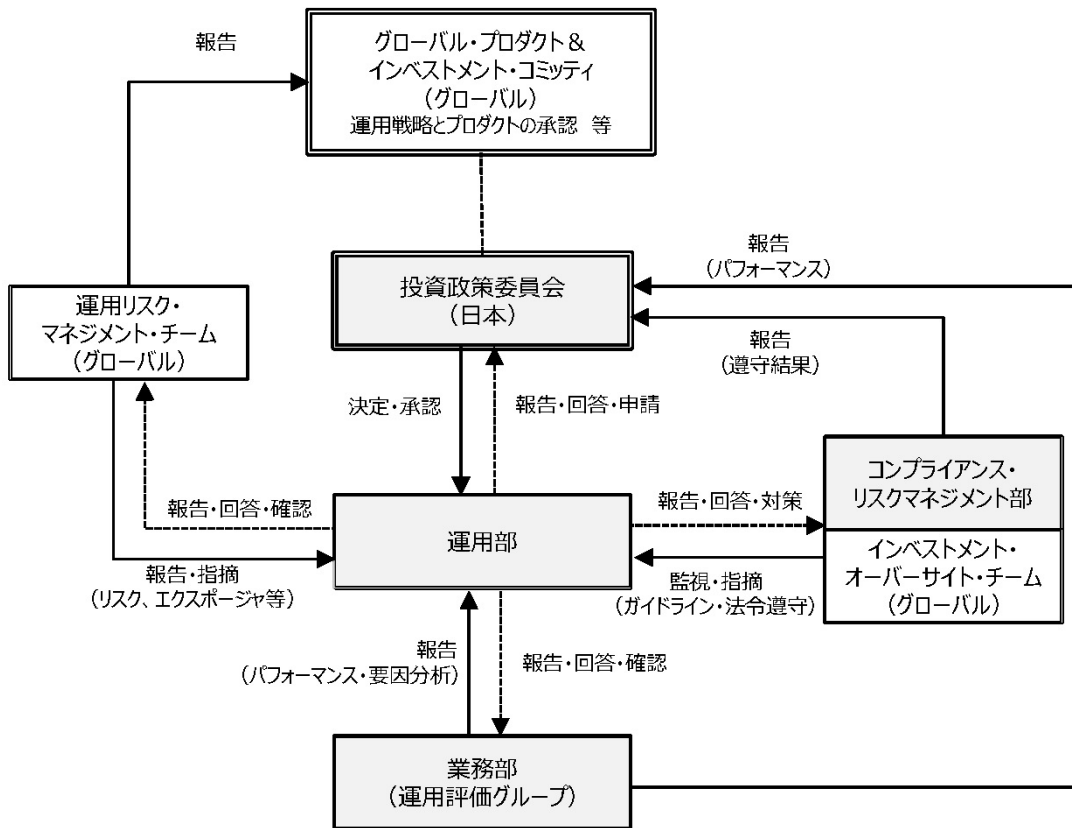 報告
グローバル・プロダクト＆
インベストメント・コミッティ
(グローバル)
運用戦略とプロダクトの承認 等
報告
(パフォーマンス)
投資政策委員会
(日本)
運用リスク・
マネジメント・チーム
(グローバル)
報告
(遵守結果)
決定・承認
報告・回答・申請
コンプライアンス・
リスクマネジメント部
報告・回答・確認
報告・回答・対策
運用部
インベストメント・
オーバーサイト・チーム
(グローバル)
報告・指摘
(リスク、エクスポージャ等)
監視・指摘
(ガイドライン・法令遵守)
報告
(パフォーマンス・要因分析)
報告・回答・確認
業務部
(運用評価グループ)